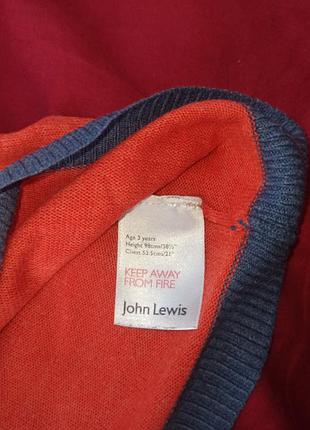 Age 3 years
Height 98cm/38½"
Chest 53.5cm/21"
KEEP AWAY
FROM FIRE
John Lewis